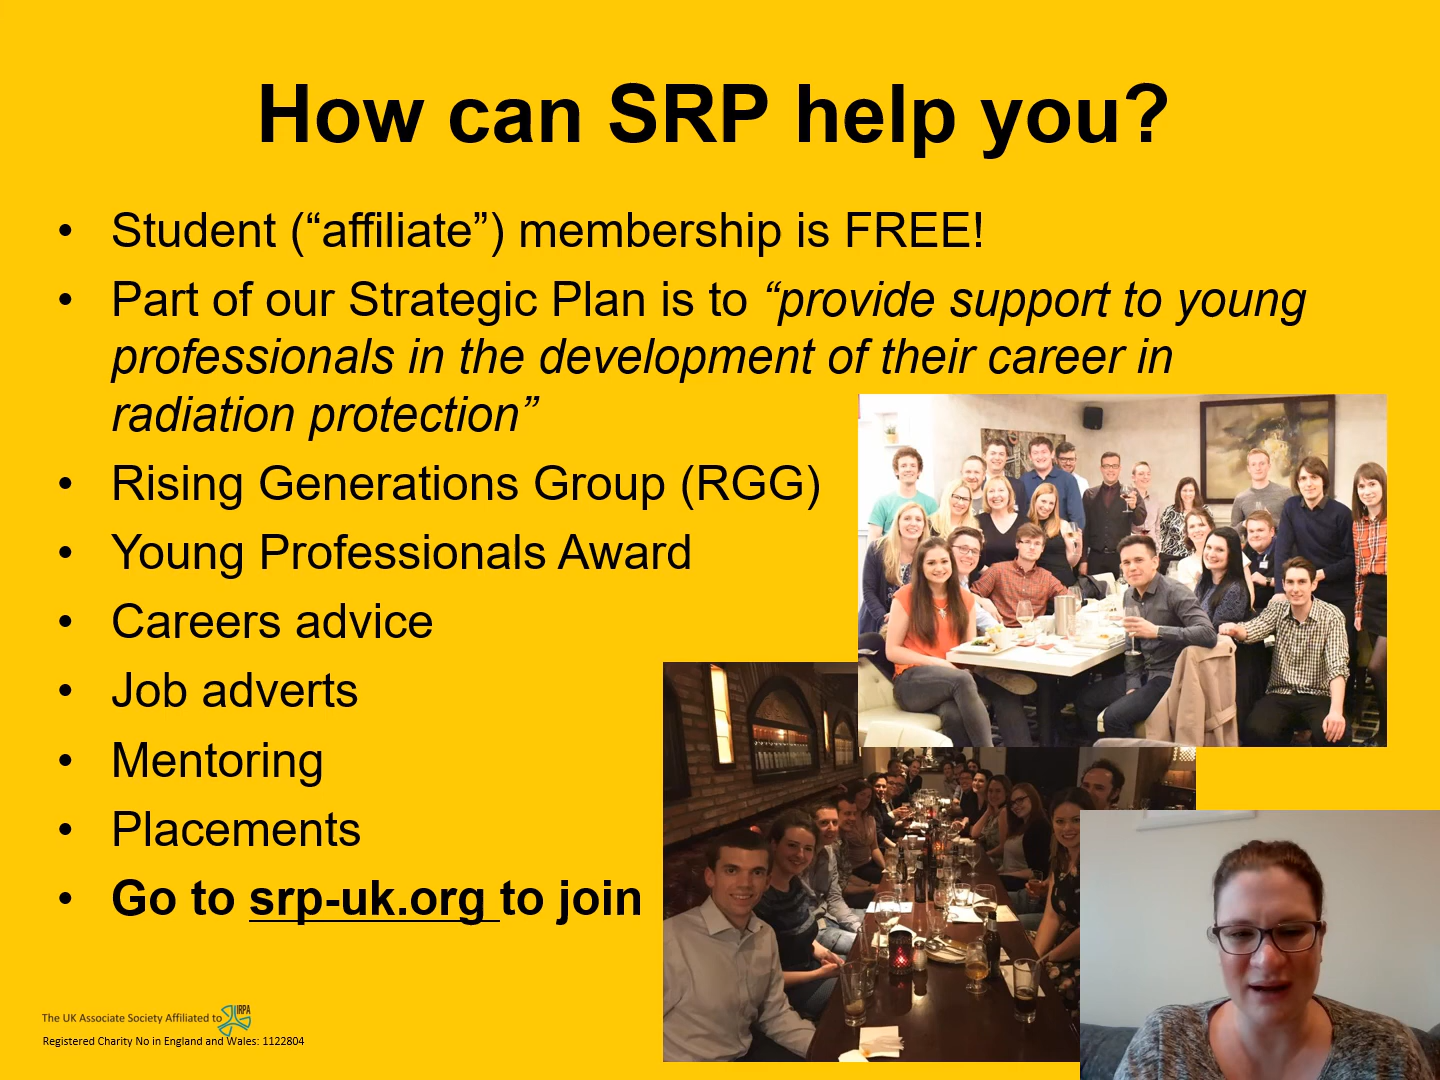 How can SRP help you?
• Student (“affiliate”) membership is FREE!
• Part of our Strategic Plan is to “provide support to young
professionals in the development of their career in
radiation protection”
• Rising Generations Group (RGG)
• Young Professionals Award
• Careers advice
• Job adverts
• Mentoring
• Placements
• Go to srp-uk.org to join
The UK Associate Society Affiliated to IRPA
Registered Charity No in England and Wales: 1122804